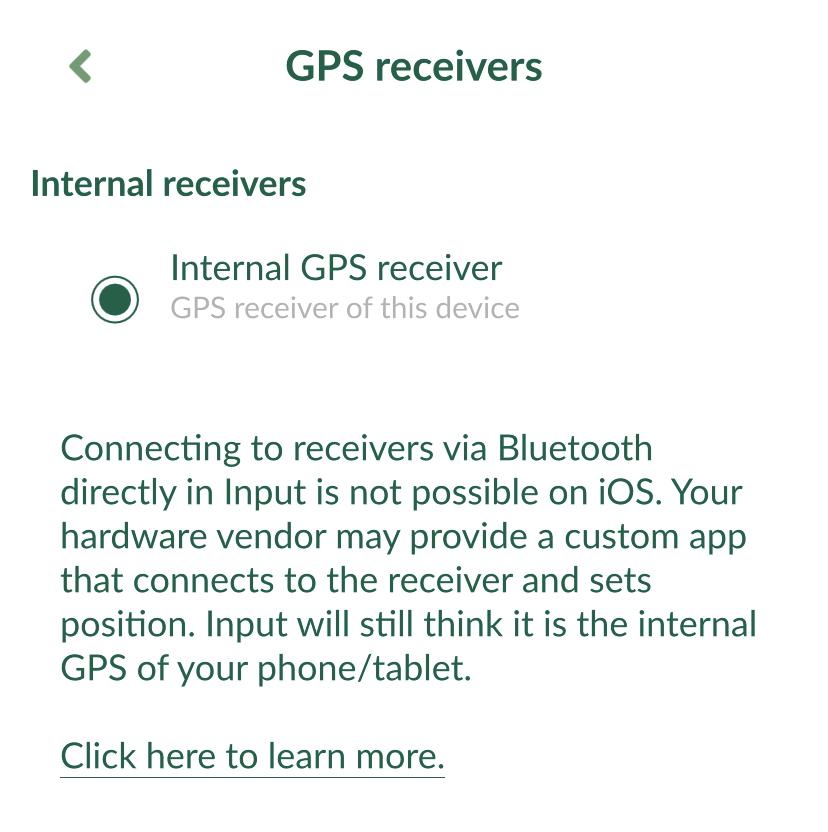 GPS receivers
Internal receivers
Internal GPS receiver
GPS receiver of this device
Connecting to receivers via Bluetooth
directly in Input is not possible on iOS. Your
hardware vendor may provide a custom app
that connects to the receiver and sets
position. Input will still think it is the internal
GPS of your phone/tablet.
Click here to learn more.